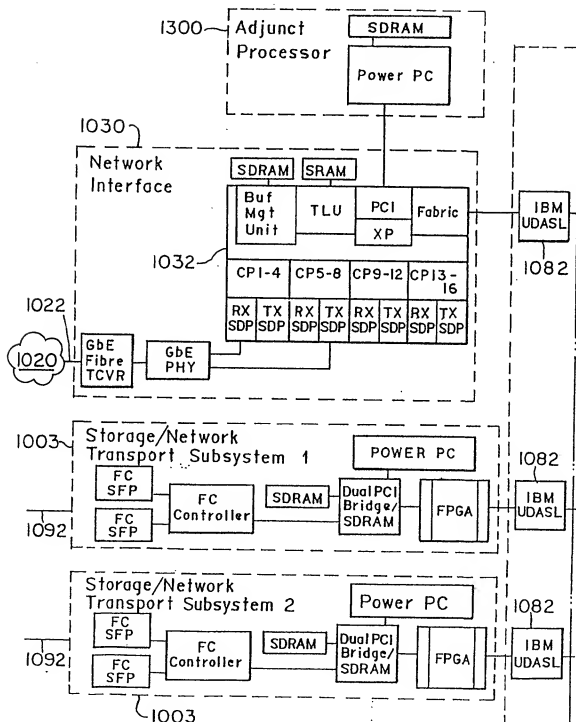 1300
Adjunct
Processor
SDRAM
Power PC
1030
Network
Interface
SDRAM
SRAM
Buf
Mgt
Unit
TLU
PCI
XP
Fabric
1032
CP1-4
CP5-8
CP9-12
CP13-
16
RX
SDP
TX
SDP
RX
SDP
TX
SDP
RX
SDP
TX
SDP
RX
SDP
TX
SDP
IBM
UDASL
1082
1022
1020
GbE
Fibre
TCVR
GbE
PHY
1003
Storage/Network
Transport Subsystem 1
POWER PC
FC
SFP
FC
SFP
FC
Controller
SDRAM
Dual PCI
Bridge/
SDRAM
FPGA
1082
IBM
UDASL
1092
Storage/Network
Transport Subsystem 2
Power PC
FC
SFP
FC
SFP
FC
Controller
SDRAM
Dual PCI
Bridge/
SDRAM
FPGA
1082
IBM
UDASL
1092
1003